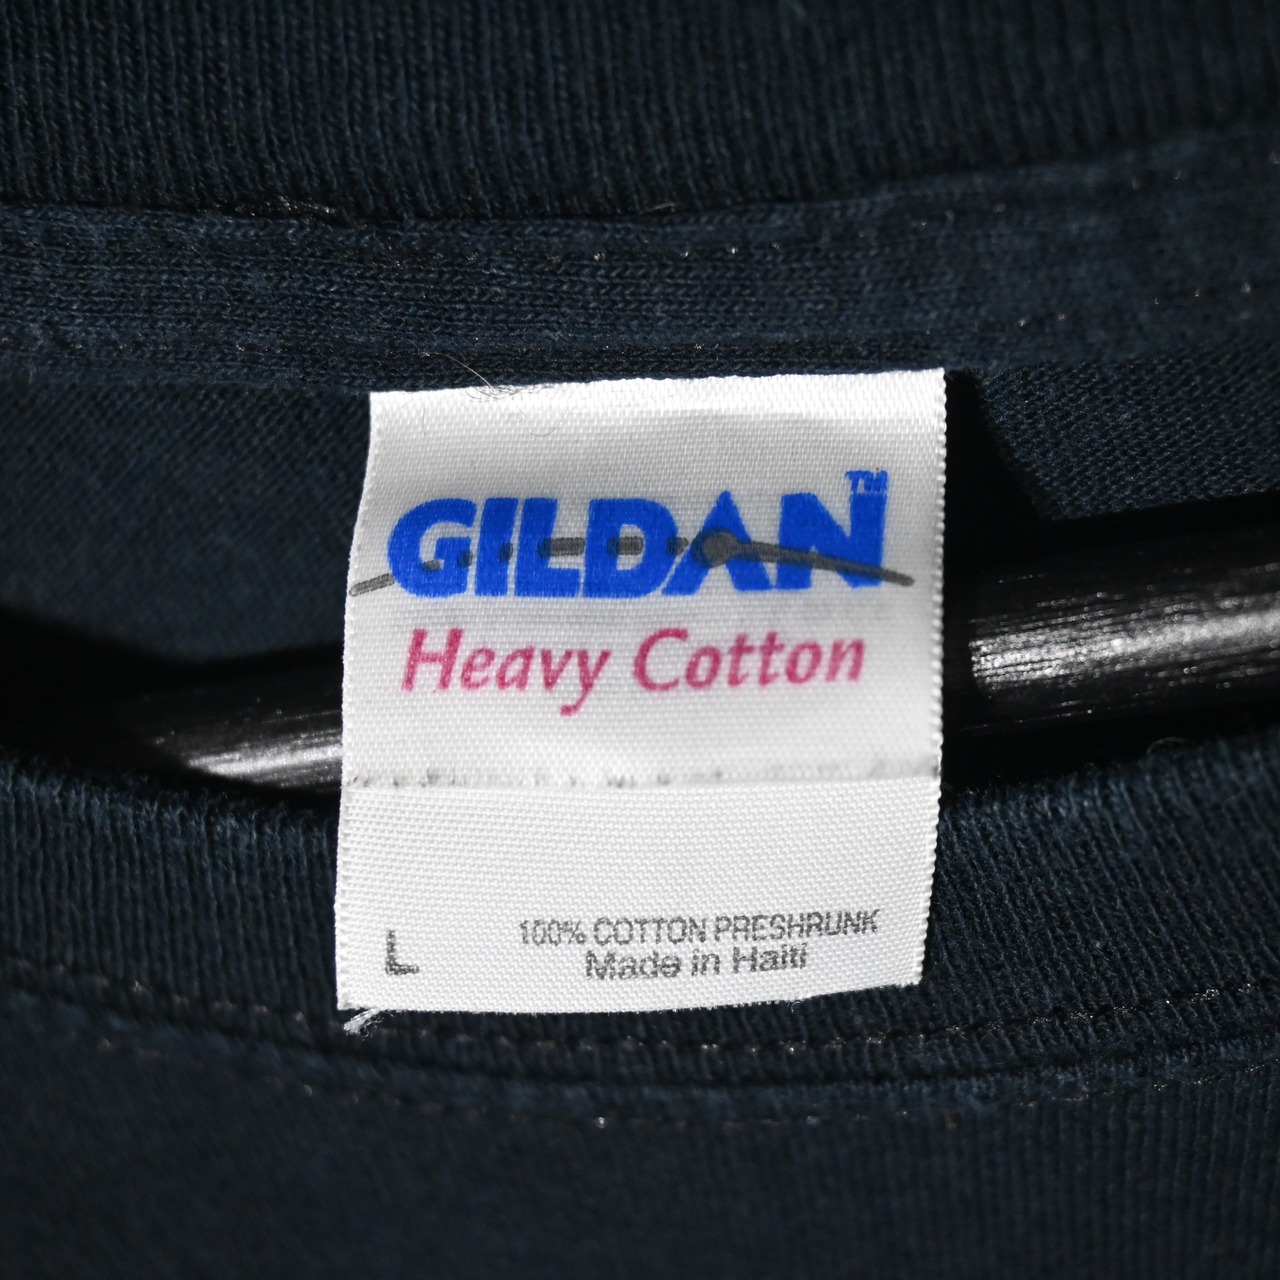 GILDAN™
Heavy Cotton
100% COTTON PRESHRUNK
L Made in Haiti